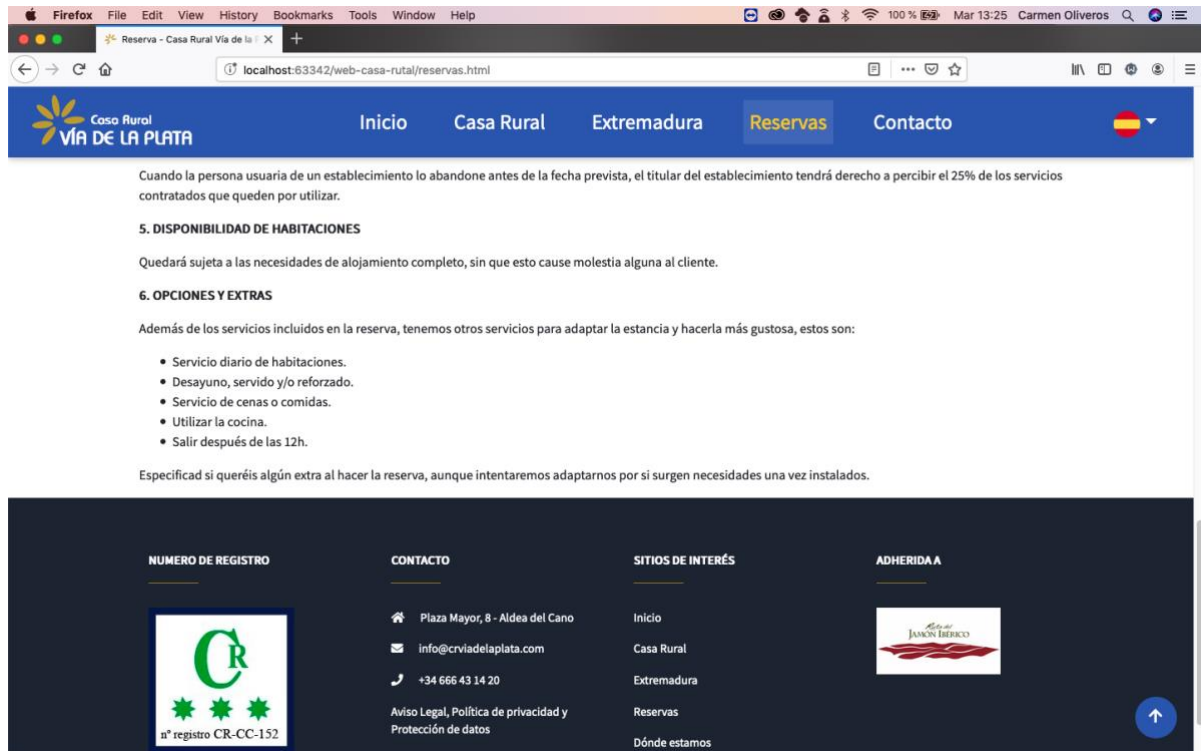 Firefox File Edit View History Bookmarks Tools Window Help 100 % Mar 13:25 Carmen Oliveros
Reserva - Casa Rural Vía de la
localhost:63342/web-casa-rutal/reservas.html
Casa Rural
VÍA DE LA PLATA
Inicio Casa Rural Extremadura Reservas Contacto
Cuando la persona usuaria de un establecimiento lo abandone antes de la fecha prevista, el titular del establecimiento tendrá derecho a percibir el 25% de los servicios
contratados que queden por utilizar.
5. DISPONIBILIDAD DE HABITACIONES
Quedará sujeta a las necesidades de alojamiento completo, sin que esto cause molestia alguna al cliente.
6. OPCIONES Y EXTRAS
Además de los servicios incluidos en la reserva, tenemos otros servicios para adaptar la estancia y hacerla más gustosa, estos son:
• Servicio diario de habitaciones.
• Desayuno, servido y/o reforzado.
• Servicio de cenas o comidas.
• Utilizar la cocina.
• Salir después de las 12h.
Especificad si queréis algún extra al hacer la reserva, aunque intentaremos adaptarnos por si surgen necesidades una vez instalados.
NUMERO DE REGISTRO
CR
nº registro CR-CC-152
CONTACTO
Plaza Mayor, 8 - Aldea del Cano
info@crviadelaplata.com
+34 666 43 14 20
Aviso Legal, Política de privacidad y
Protección de datos
SITIOS DE INTERÉS
Inicio
Casa Rural
Extremadura
Reservas
Dónde estamos
ADHERIDA A
Ruta del
JAMÓN IBÉRICO